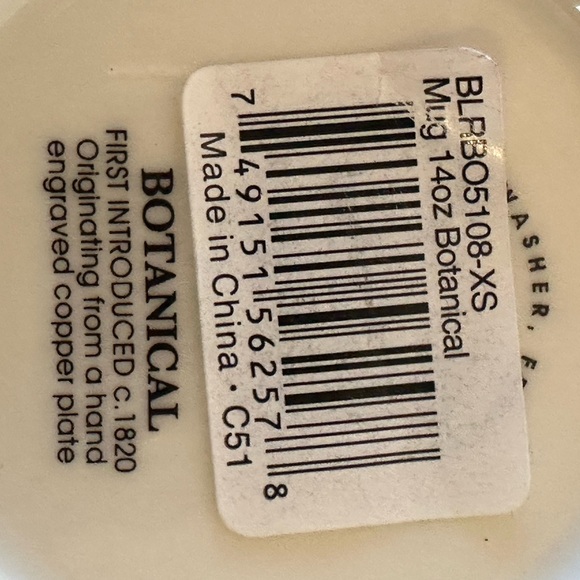 NASHER,
BLRBO5108-XS
Mug 14oz Botanical
7 49151 56257 8
Made in China · C51
BOTANICAL
FIRST INTRODUCED c.1820
Originating from a hand
engraved copper plate